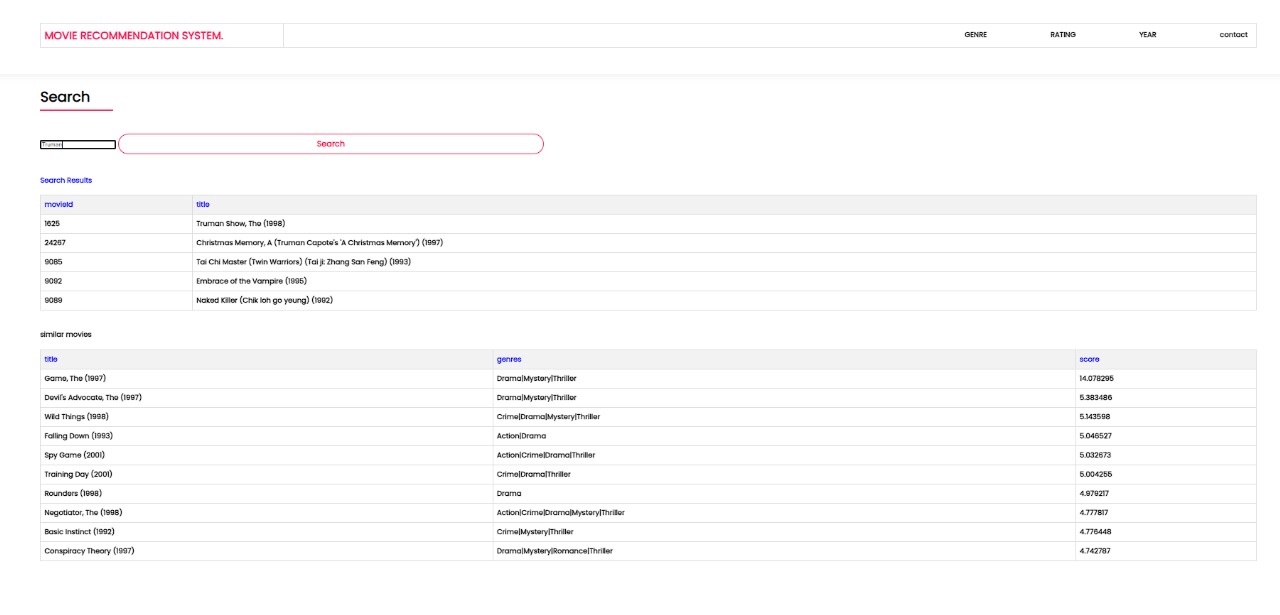 MOVIE RECOMMENDATION SYSTEM. GENRE RATING YEAR contact
Search
Truman Search
Search Results
movieId title
1625 Truman Show, The (1998)
24267 Christmas Memory, A (Truman Capote's 'A Christmas Memory') (1997)
9085 Tai Chi Master (Twin Warriors) (Tai ji: Zhang San Feng) (1993)
9092 Embrace of the Vampire (1995)
9089 Naked Killer (Chik loh go yeung) (1992)
similar movies
title genres score
Game, The (1997) Drama|Mystery|Thriller 14.078295
Devil's Advocate, The (1997) Drama|Mystery|Thriller 5.383486
Wild Things (1998) Crime|Drama|Mystery|Thriller 5.143598
Falling Down (1993) Action|Drama 5.046527
Spy Game (2001) Action|Crime|Drama|Thriller 5.032673
Training Day (2001) Crime|Drama|Thriller 5.004255
Rounders (1998) Drama 4.979217
Negotiator, The (1998) Action|Crime|Drama|Mystery|Thriller 4.777817
Basic Instinct (1992) Crime|Mystery|Thriller 4.776448
Conspiracy Theory (1997) Drama|Mystery|Romance|Thriller 4.742787